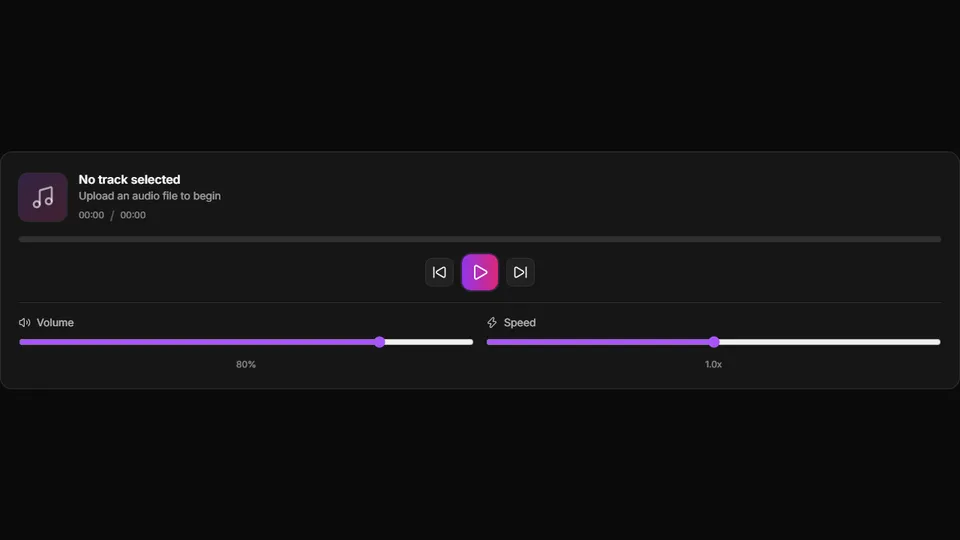 No track selected
Upload an audio file to begin
00:00 / 00:00
Volume
Speed
80%
1.0x